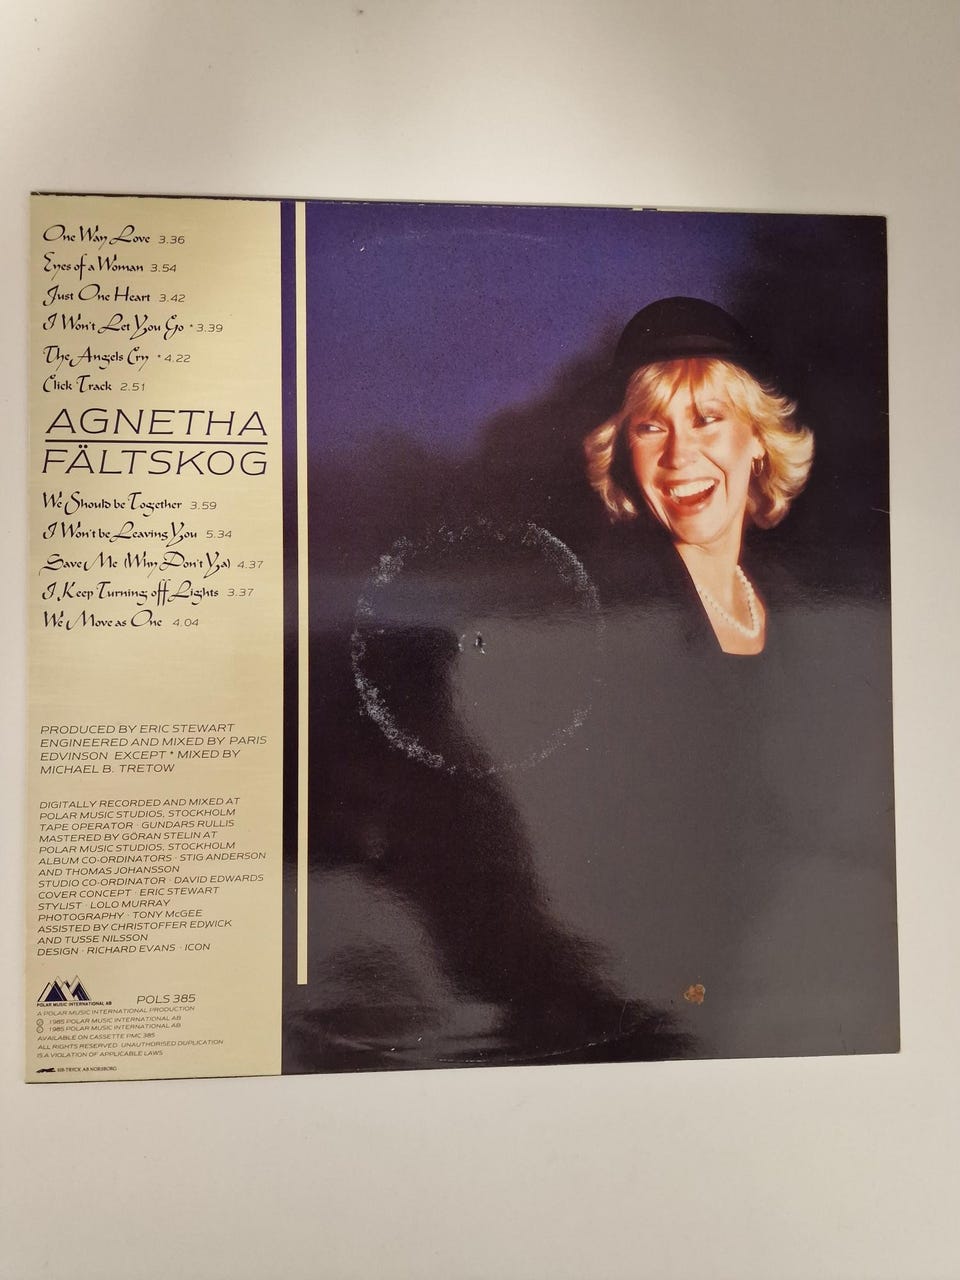 One Way Love 3.36
Eyes of a Woman 3.54
Just One Heart 3.42
I Won't Let You Go * 3.39
The Angels Cry * 4.22
Click Track 2.51
AGNETHA
FÄLTSKOG
We Should be Together 3.59
I Won't be Leaving You 5.34
Save Me (Why Don't Ya) 4.37
I Keep Turning off Lights 3.37
We Move as One 4.04
PRODUCED BY ERIC STEWART
ENGINEERED AND MIXED BY PARIS
EDVINSON EXCEPT * MIXED BY
MICHAEL B. TRETOW
DIGITALLY RECORDED AND MIXED AT
POLAR MUSIC STUDIOS, STOCKHOLM
TAPE OPERATOR · GUNDARS RULLIS
MASTERED BY GÖRAN STELIN AT
POLAR MUSIC STUDIOS, STOCKHOLM
ALBUM CO-ORDINATORS · STIG ANDERSON
AND THOMAS JOHANSSON
STUDIO CO-ORDINATOR · DAVID EDWARDS
COVER CONCEPT · ERIC STEWART
STYLIST · LOLO MURRAY
PHOTOGRAPHY · TONY McGEE
ASSISTED BY CHRISTOFFER EDWICK
AND TUSSE NILSSON
DESIGN · RICHARD EVANS · ICON
POLAR MUSIC INTERNATIONAL AB
POLS 385
A POLAR MUSIC INTERNATIONAL PRODUCTION
℗ 1985 POLAR MUSIC INTERNATIONAL AB
© 1985 POLAR MUSIC INTERNATIONAL AB
AVAILABLE ON CASSETTE PMC 385
ALL RIGHTS RESERVED. UNAUTHORISED DUPLICATION
IS A VIOLATION OF APPLICABLE LAWS
SIB-TRYCK AB NORSBORG